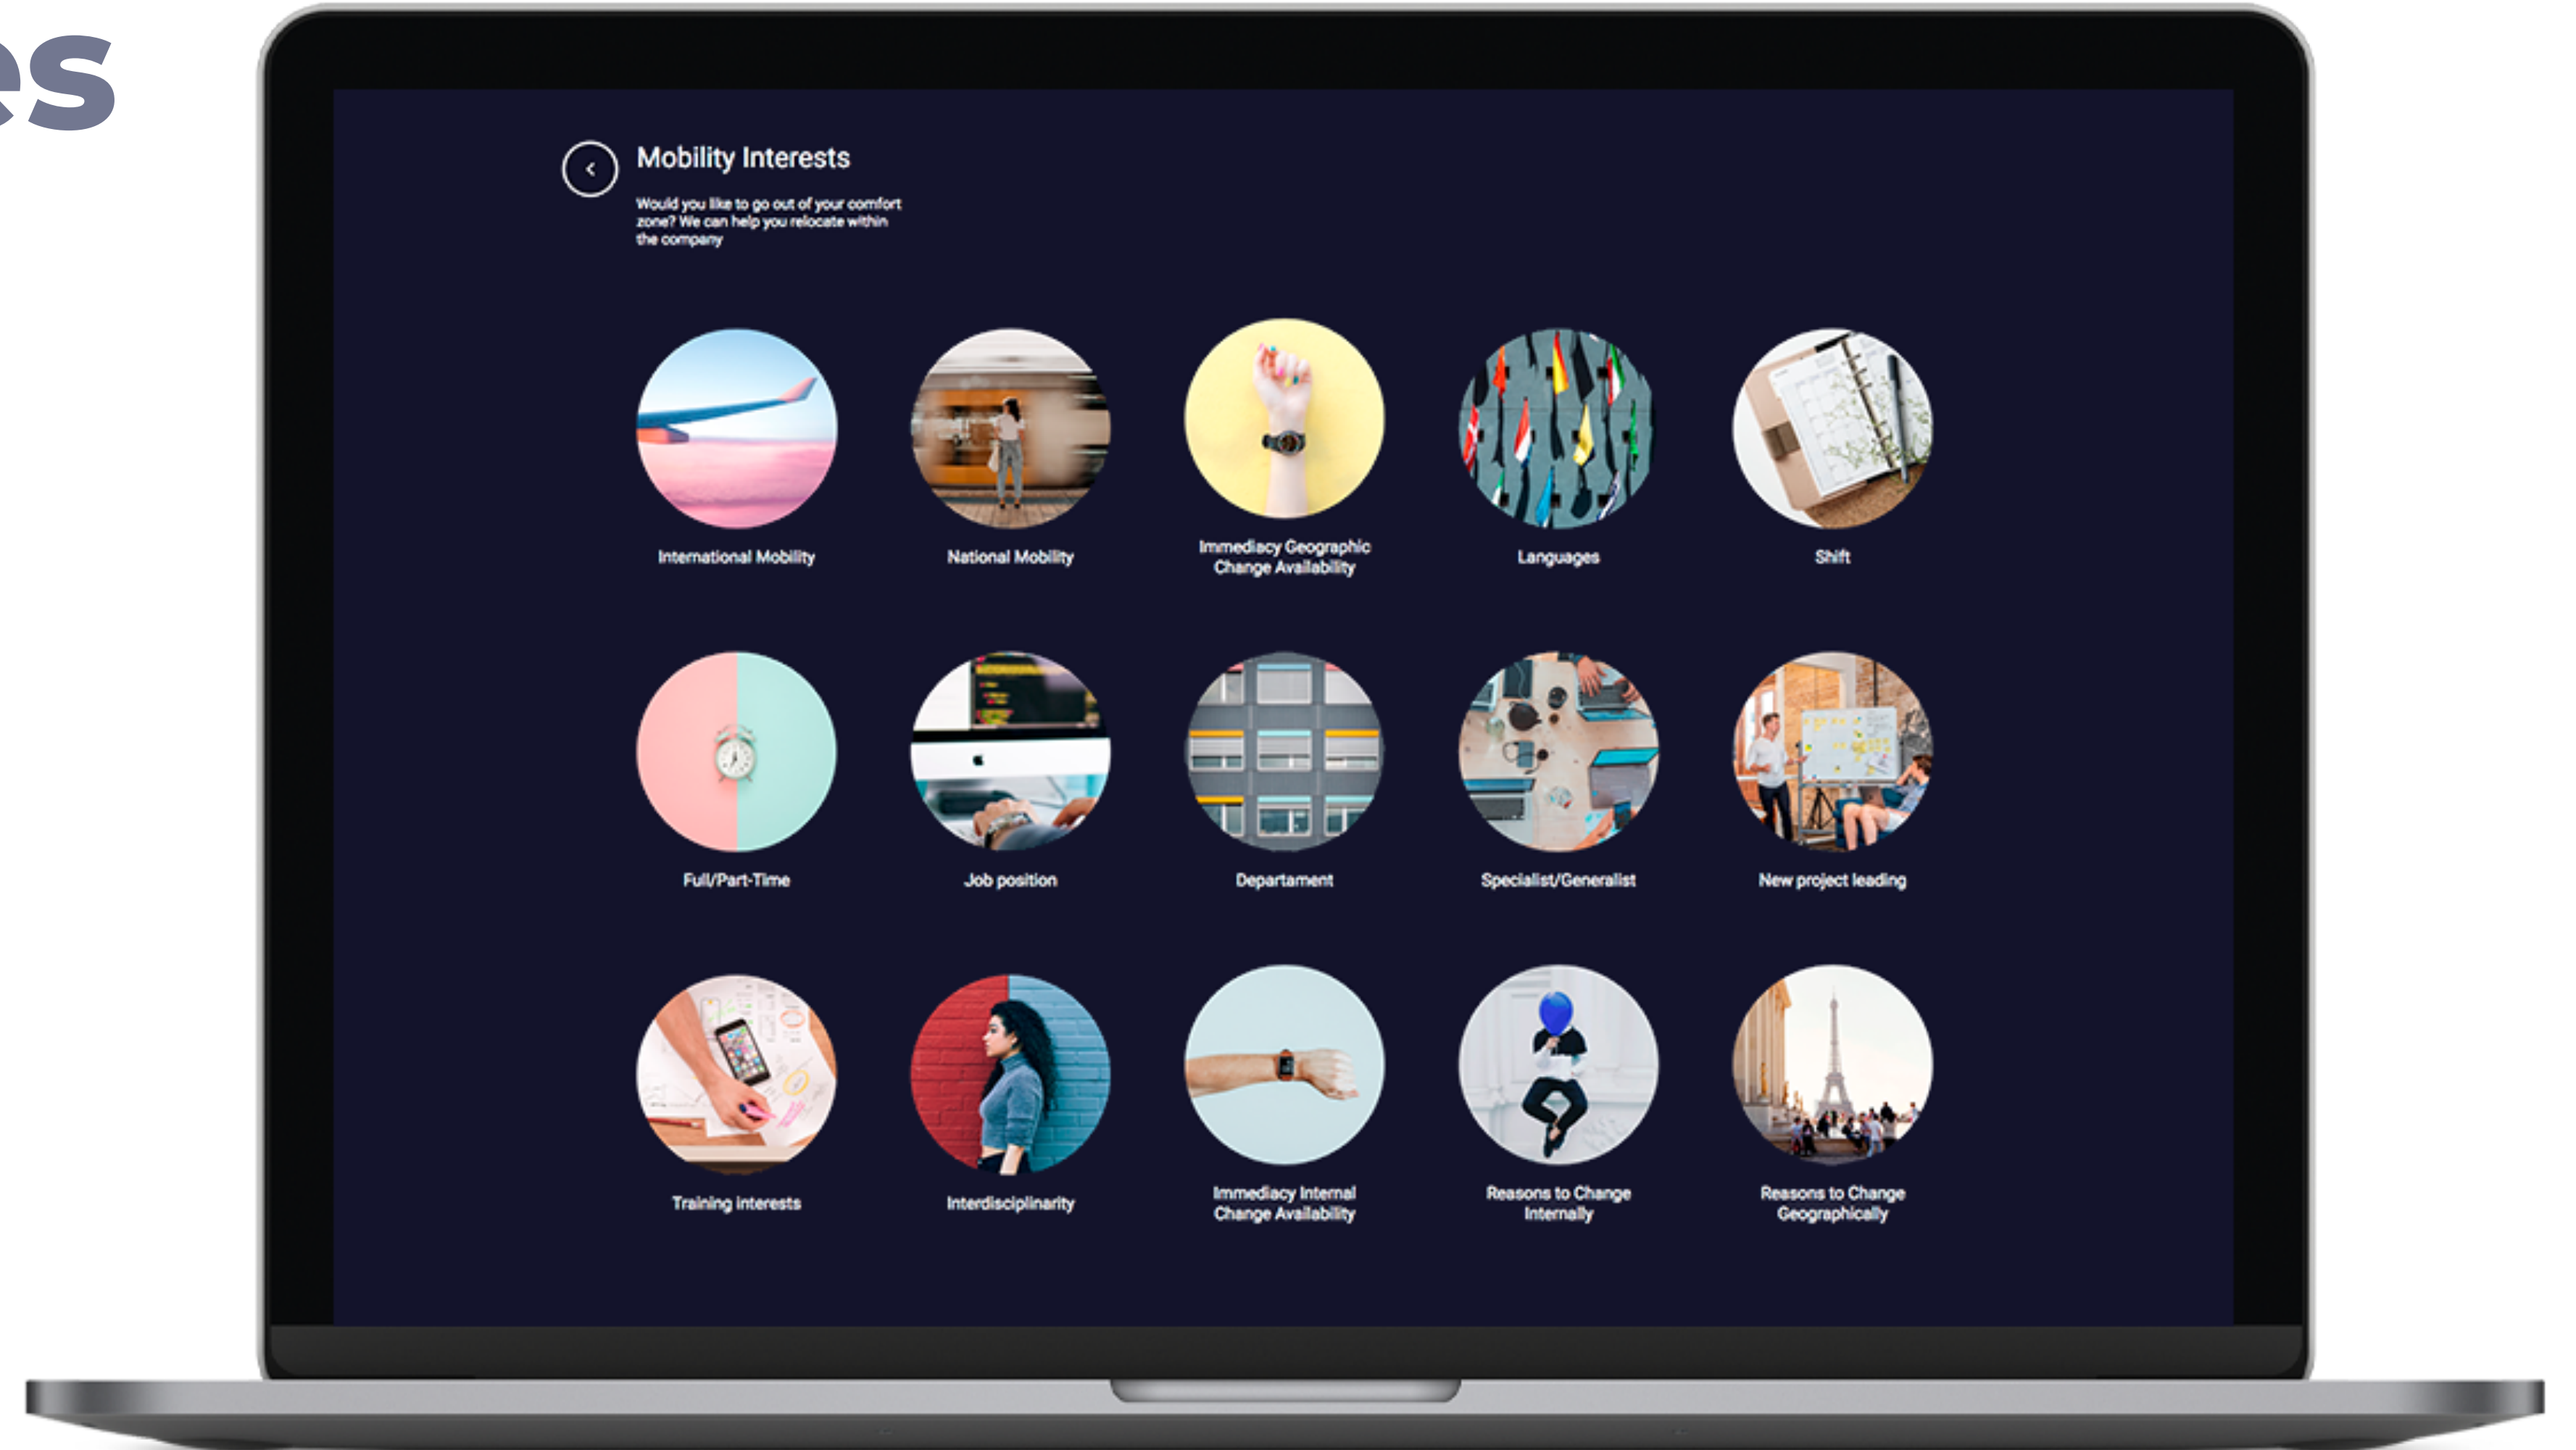 es
Mobility Interests
Would you like to go out of your comfort
zone? We can help you relocate within
the company
International Mobility
National Mobility
Immediacy Geographic
Change Availability
Languages
Shift
Full/Part-Time
Job position
Departament
Specialist/Generalist
New project leading
Training interests
Interdisciplinarity
Immediacy Internal
Change Availability
Reasons to Change
Internally
Reasons to Change
Geographically